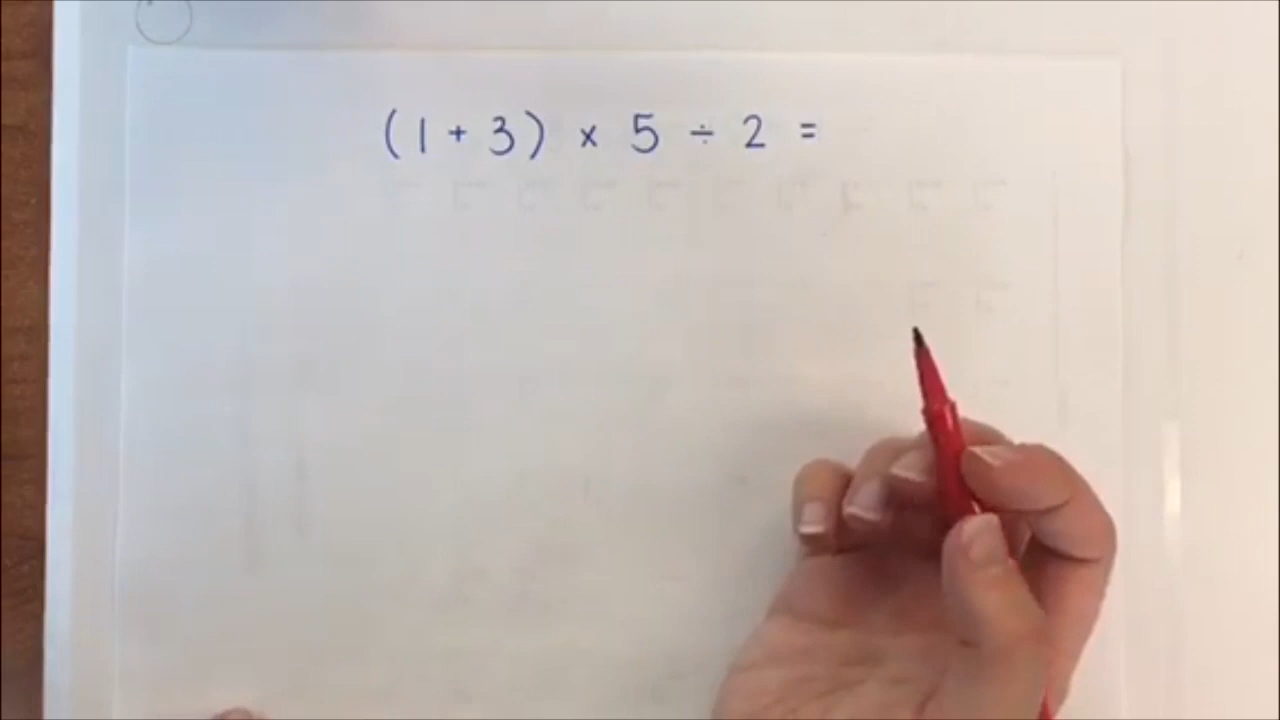 (1 + 3) × 5 ÷ 2 =